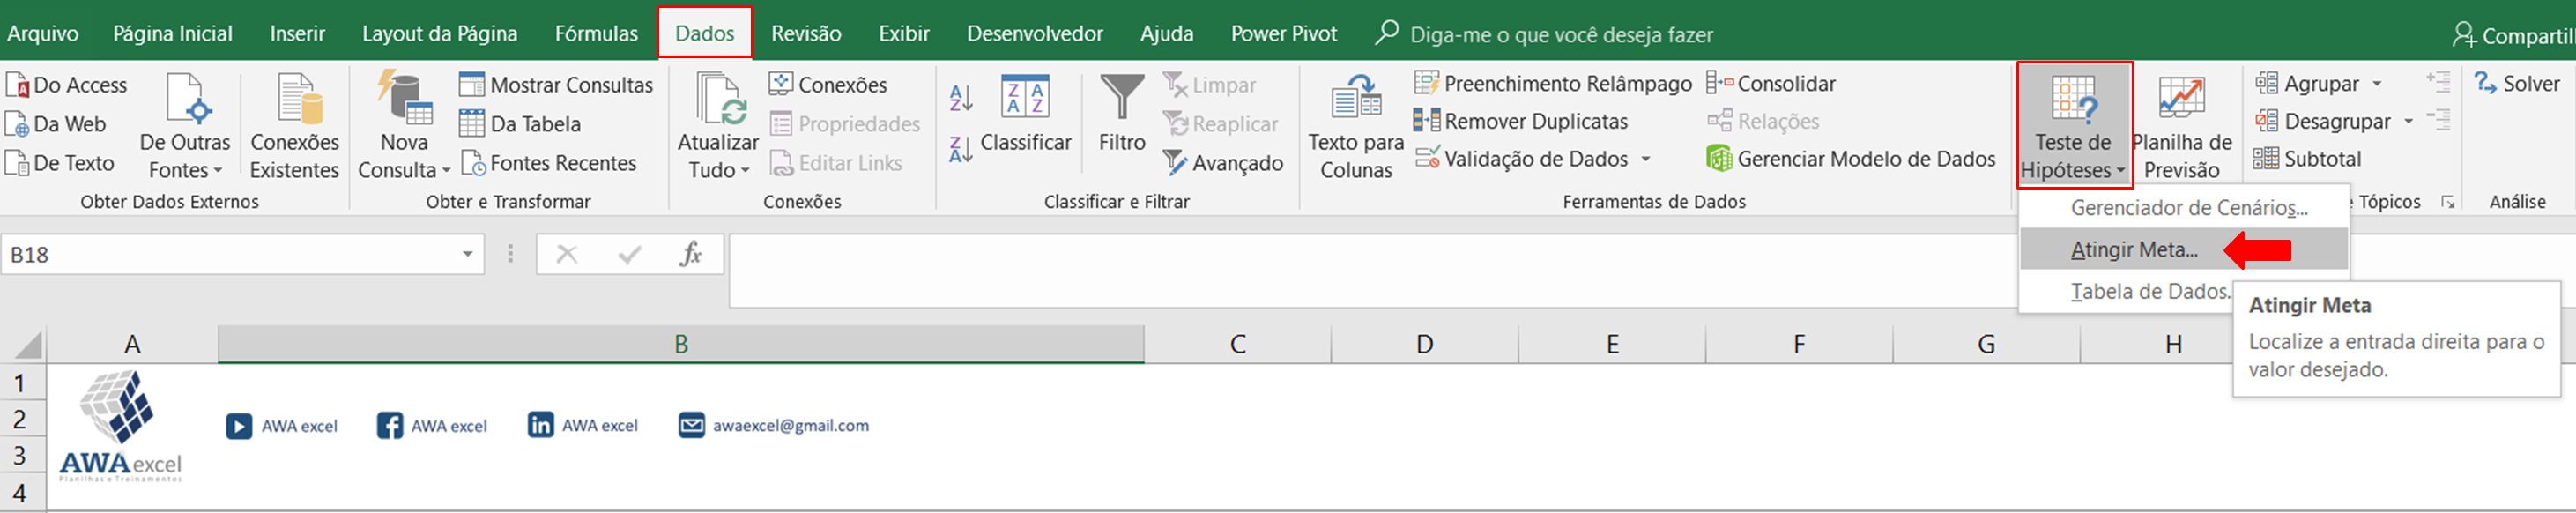 Arquivo Página Inicial Inserir Layout da Página Fórmulas Dados Revisão Exibir Desenvolvedor Ajuda Power Pivot Diga-me o que você deseja fazer
Do Access
Da Web
De Texto
De Outras
Fontes
Conexões
Existentes
Obter Dados Externos
Nova
Consulta
Mostrar Consultas
Da Tabela
Fontes Recentes
Obter e Transformar
Atualizar
Tudo
Conexões
Propriedades
Editar Links
Conexões
Classificar
Filtro
Limpar
Reaplicar
Avançado
Classificar e Filtrar
Texto para
Colunas
Preenchimento Relâmpago
Remover Duplicatas
Validação de Dados
Consolidar
Relações
Gerenciar Modelo de Dados
Ferramentas de Dados
Teste de
Hipóteses
Planilha de
Previsão
Agrupar
Desagrupar
Subtotal
Tópicos
Solver
Análise
Gerenciador de Cenários...
Atingir Meta...
Tabela de Dados.
Atingir Meta
Localize a entrada direita para o
valor desejado.
B18
fx
A B C D E F G H
1
2
3
4
AWA excel
Planilhas e Treinamentos
AWA excel AWA excel AWA excel awaexcel@gmail.com